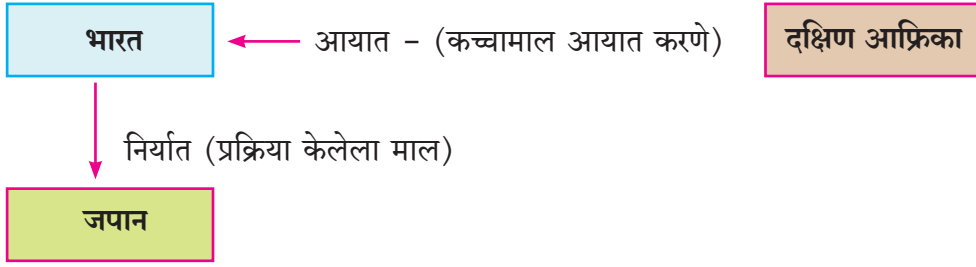 भारत आयात – (कच्चामाल आयात करणे) दक्षिण आफ्रिका
निर्यात (प्रक्रिया केलेला माल)
जपान